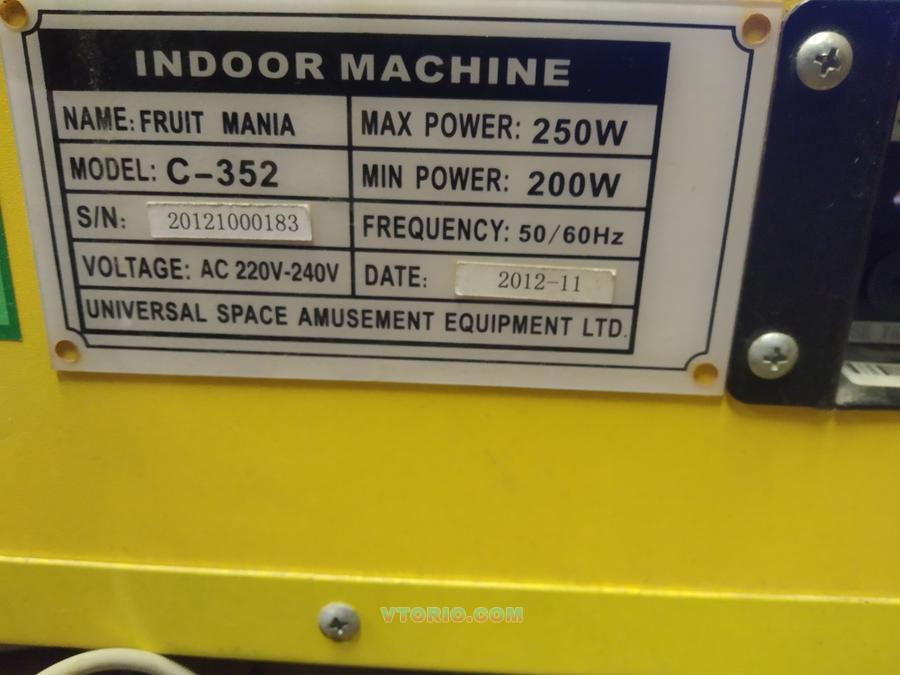 INDOOR MACHINE
NAME: FRUIT MANIA
MAX POWER: 250W
MODEL: C-352
MIN POWER: 200W
S/N: 20121000183
FREQUENCY: 50/60Hz
VOLTAGE: AC 220V-240V
DATE: 2012-11
UNIVERSAL SPACE AMUSEMENT EQUIPMENT LTD.
VTORIO.COM